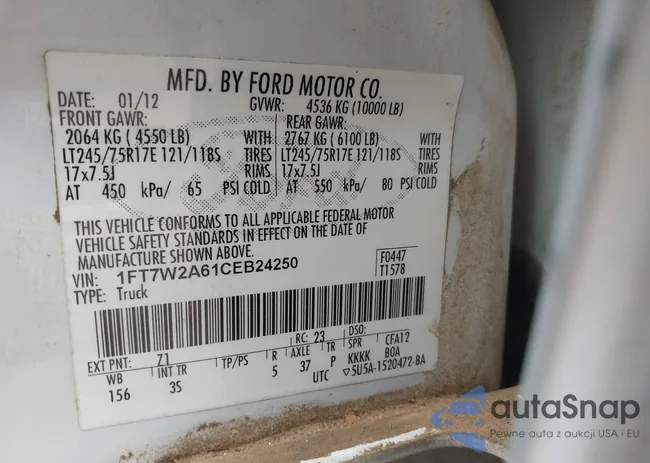 MFD. BY FORD MOTOR CO.
DATE: 01/12 GVWR: 4536 KG (10000 LB)
FRONT GAWR: REAR GAWR:
2064 KG ( 4550 LB) WITH 2767 KG ( 6100 LB) WITH
LT245/75R17E 121/118S TIRES LT245/75R17E 121/118S TIRES
17x7.5J RIMS 17x7.5J RIMS
AT 450 kPa/ 65 PSI COLD AT 550 kPa/ 80 PSI COLD
THIS VEHICLE CONFORMS TO ALL APPLICABLE FEDERAL MOTOR
VEHICLE SAFETY STANDARDS IN EFFECT ON THE DATE OF
MANUFACTURE SHOWN ABOVE.
VIN: 1FT7W2A61CEB24250 F0447
TYPE: Truck T1578
RC: 23 DSO:
EXT PNT: Z1 R AXLE TR SPR CFA12
WB INT TR TP/PS 5 37 P KKKK BOA
156 3S UTC ▽5U5A-1520472-BA
autaSnap
Pewne auta z aukcji USA i EU